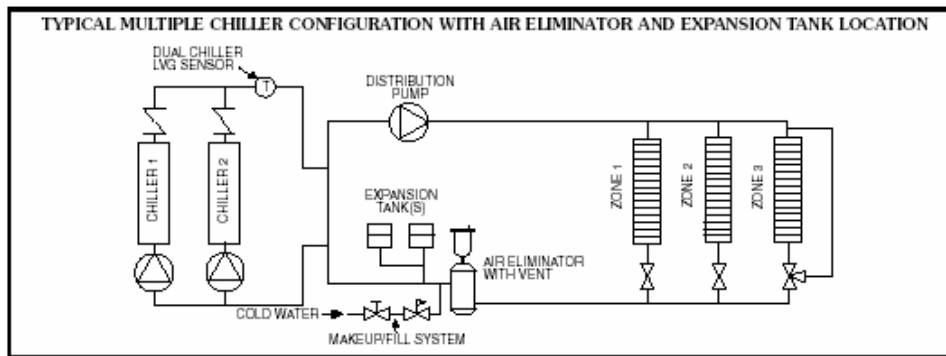 TYPICAL MULTIPLE CHILLER CONFIGURATION WITH AIR ELIMINATOR AND EXPANSION TANK LOCATION
DUAL CHILLER
LVG SENSOR
T
DISTRIBUTION
PUMP
CHILLER 1
CHILLER 2
EXPANSION
TANK(S)
ZONE 1
ZONE 2
ZONE 3
AIR ELIMINATOR
WITH VENT
COLD WATER
MAKEUP/FILL SYSTEM